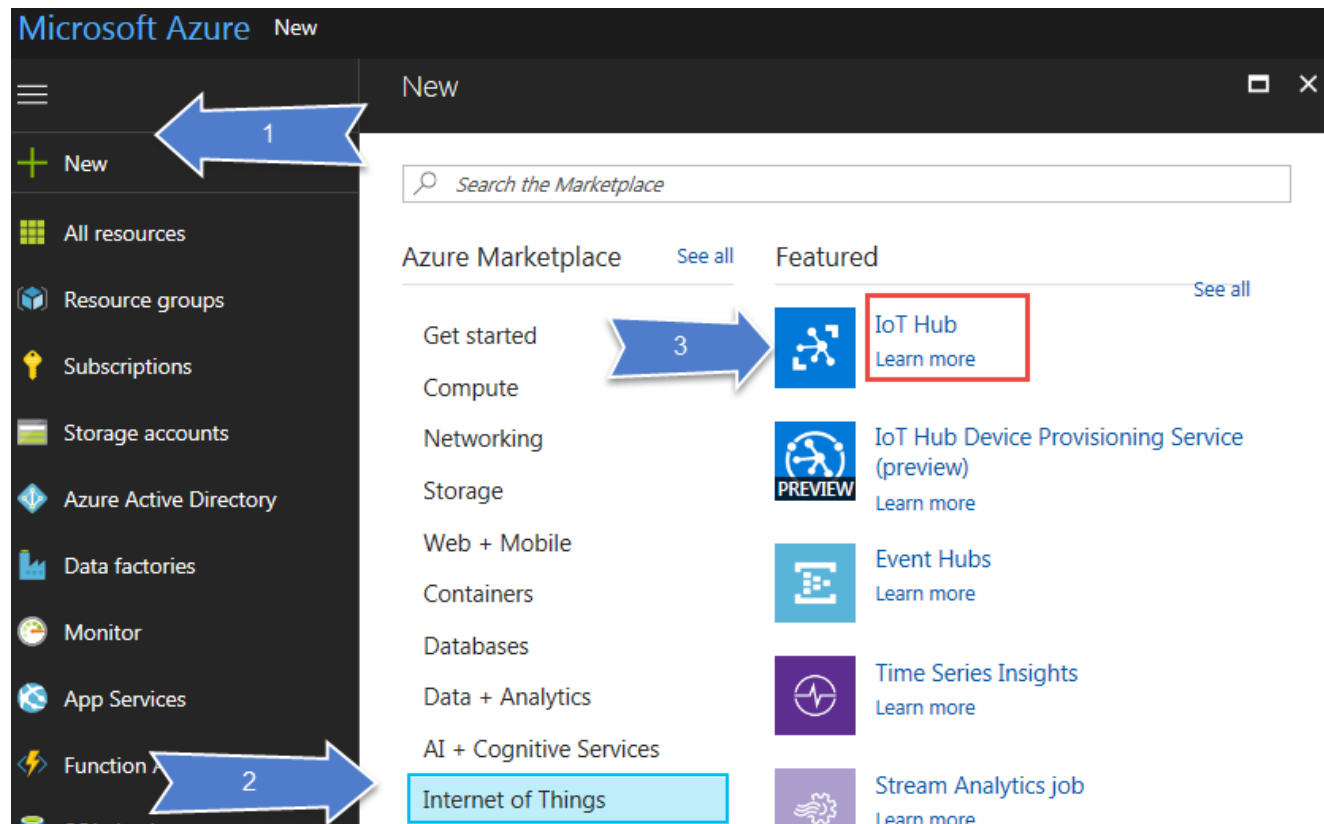 Microsoft Azure New
New
1
New
Search the Marketplace
All resources
Resource groups
Subscriptions
Storage accounts
Azure Active Directory
Data factories
Monitor
App Services
Function
2
Azure Marketplace See all
Get started
Compute
Networking
Storage
Web + Mobile
Containers
Databases
Data + Analytics
AI + Cognitive Services
Internet of Things
Featured
See all
3
IoT Hub
Learn more
IoT Hub Device Provisioning Service
(preview)
PREVIEW
Learn more
Event Hubs
Learn more
Time Series Insights
Learn more
Stream Analytics job
Learn more